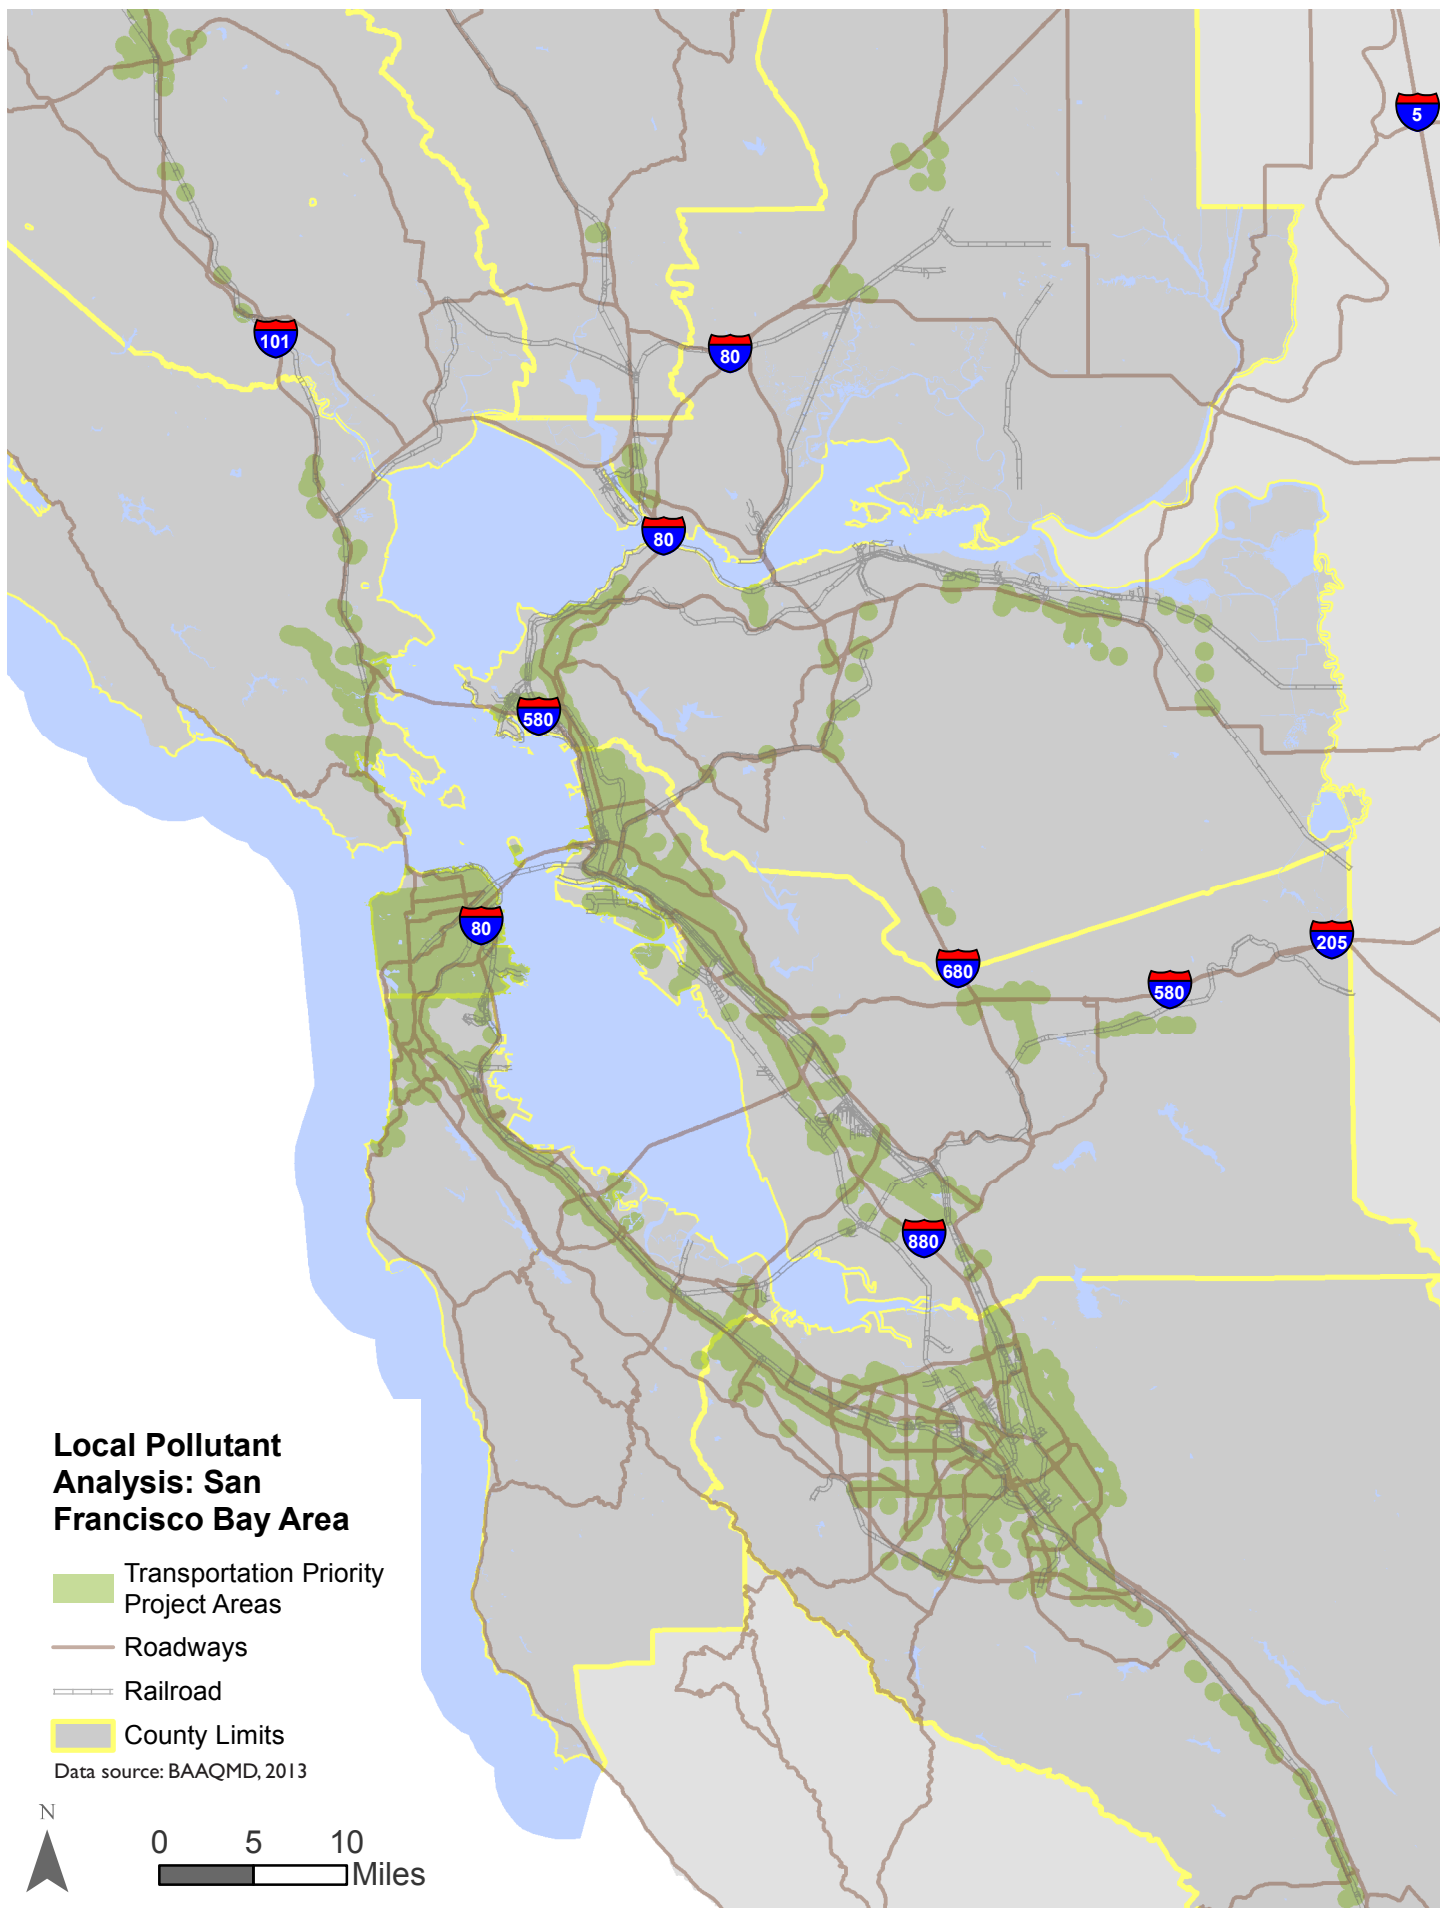 5
101
80
80
580
80
205
680
580
880
Local Pollutant
Analysis: San
Francisco Bay Area
Transportation Priority
Project Areas
Roadways
Railroad
County Limits
Data source: BAAQMD, 2013
N
0 5 10
Miles